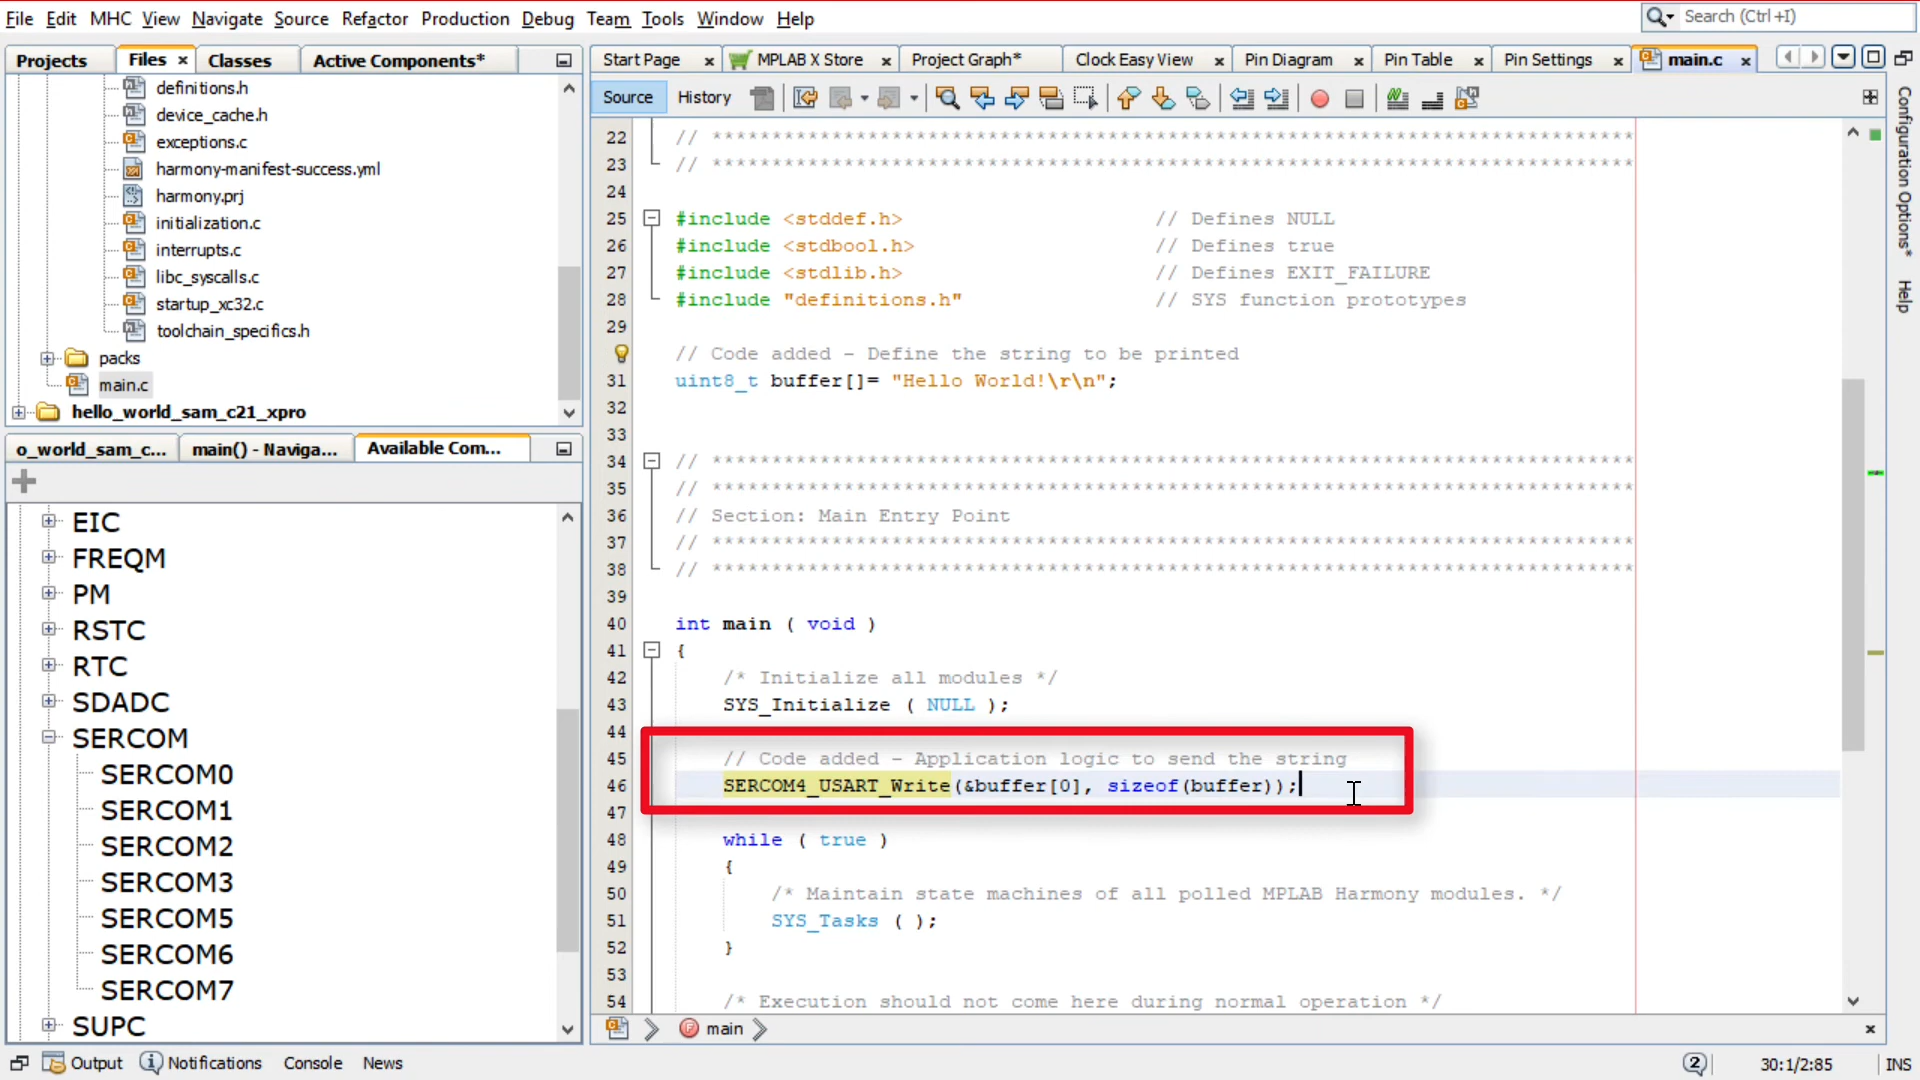 File Edit MHC View Navigate Source Refactor Production Debug Team Tools Window Help
Search (Ctrl+I)
Projects Files × Classes Active Components*
Start Page × MPLAB X Store × Project Graph* Clock Easy View × Pin Diagram × Pin Table × Pin Settings × main.c ×
Source History
definitions.h
device_cache.h
exceptions.c
harmony-manifest-success.yml
harmony.prj
initialization.c
interrupts.c
libc_syscalls.c
startup_xc32.c
toolchain_specifics.h
packs
main.c
hello_world_sam_c21_xpro
o_world_sam_c... main() - Naviga... Available Com...
EIC
FREQM
PM
RSTC
RTC
SDADC
SERCOM
SERCOM0
SERCOM1
SERCOM2
SERCOM3
SERCOM5
SERCOM6
SERCOM7
SUPC
22 // *****************************************************************************
23 // *****************************************************************************
24
25 #include <stddef.h> // Defines NULL
26 #include <stdbool.h> // Defines true
27 #include <stdlib.h> // Defines EXIT_FAILURE
28 #include "definitions.h" // SYS function prototypes
29
// Code added - Define the string to be printed
31 uint8_t buffer[]= "Hello World!\r\n";
32
33
34 // *****************************************************************************
35 // *****************************************************************************
36 // Section: Main Entry Point
37 // *****************************************************************************
38 // *****************************************************************************
39
40 int main ( void )
41 {
42 /* Initialize all modules */
43 SYS_Initialize ( NULL );
44
45 // Code added - Application logic to send the string
46 SERCOM4_USART_Write(&buffer[0], sizeof(buffer));
47
48 while ( true )
49 {
50 /* Maintain state machines of all polled MPLAB Harmony modules. */
51 SYS_Tasks ( );
52 }
53
54 /* Execution should not come here during normal operation */
main
Configuration Options*
Help
Output Notifications Console News
2 30:1/2:85 INS